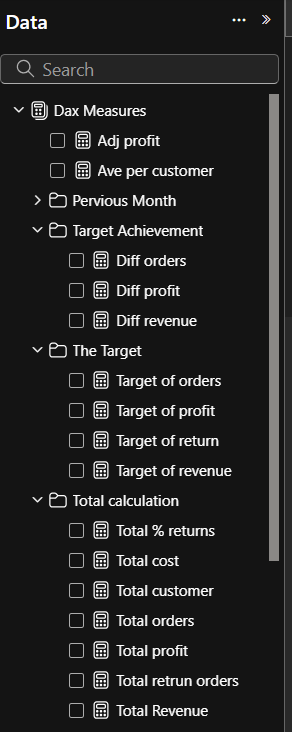 Data
Search
Dax Measures
Adj profit
Ave per customer
Pervious Month
Target Achievement
Diff orders
Diff profit
Diff revenue
The Target
Target of orders
Target of profit
Target of return
Target of revenue
Total calculation
Total % returns
Total cost
Total customer
Total orders
Total profit
Total retrun orders
Total Revenue